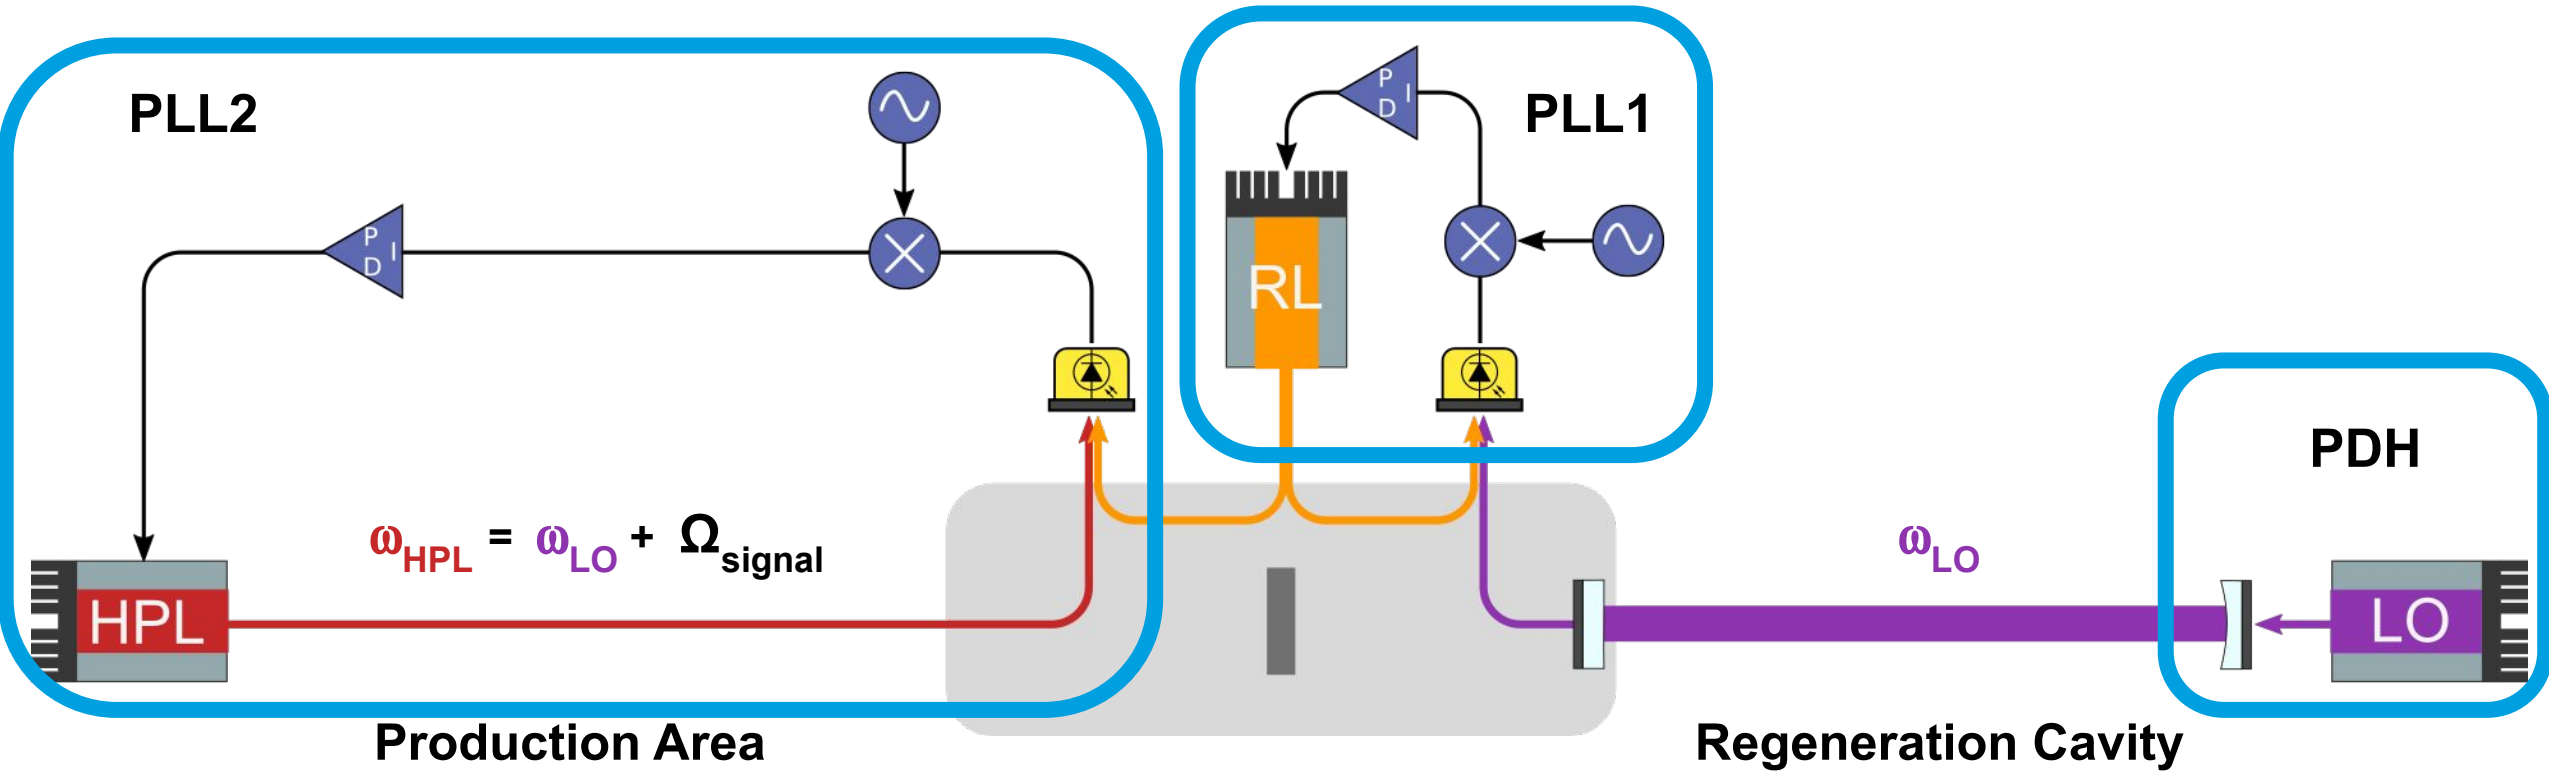 PLL2
PLL1
P
I
D
P
I
D
RL
PDH
ωHPL = ωLO + Ωsignal
ωLO
HPL
LO
Production Area
Regeneration Cavity